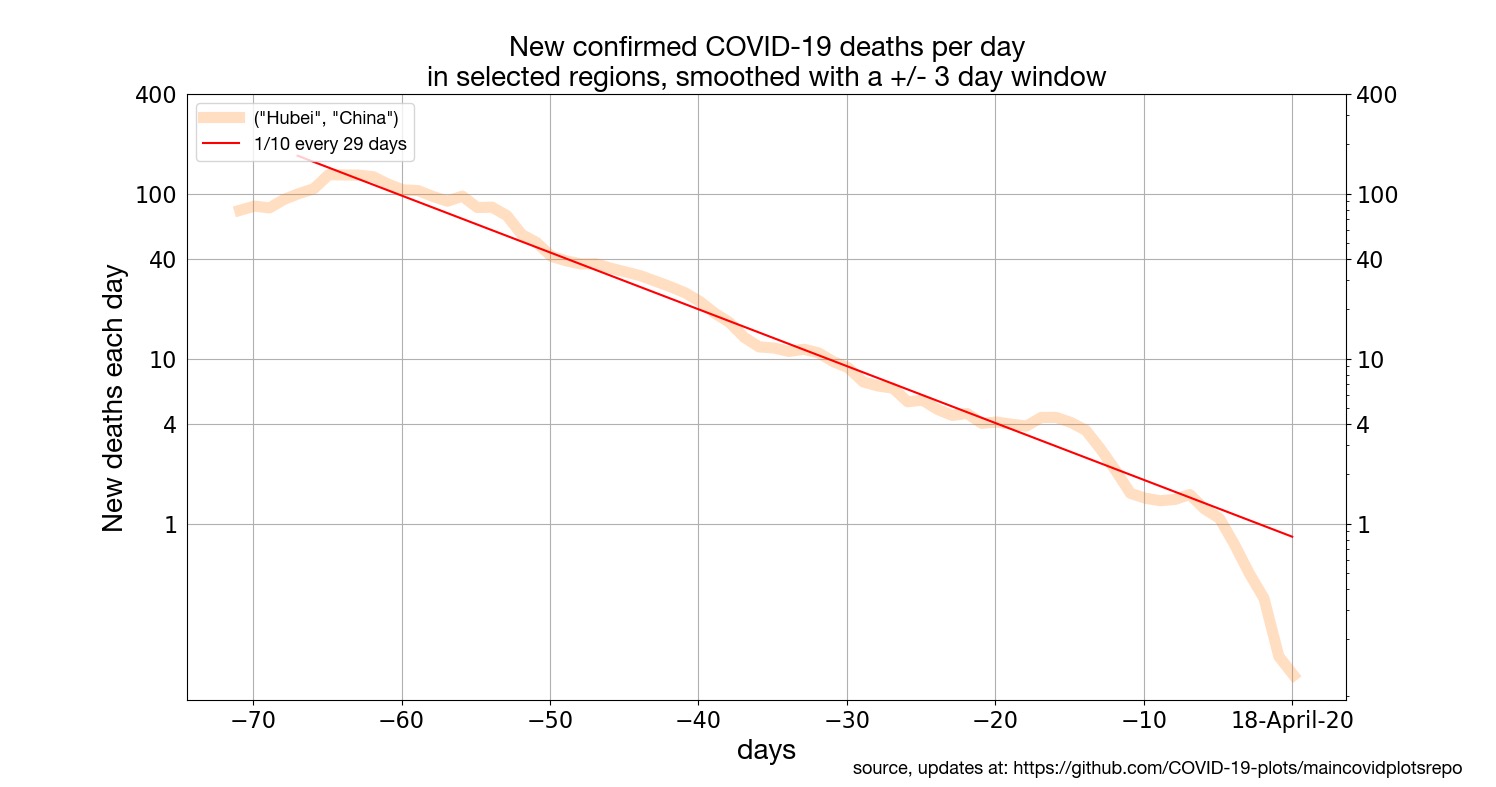 New confirmed COVID-19 deaths per day
in selected regions, smoothed with a +/- 3 day window
400
400
("Hubei", "China")
1/10 every 29 days
100
100
40
40
New deaths each day
10
10
4
4
1
1
−70 −60 −50 −40 −30 −20 −10 18-April-20
days
source, updates at: https://github.com/COVID-19-plots/maincovidplotsrepo